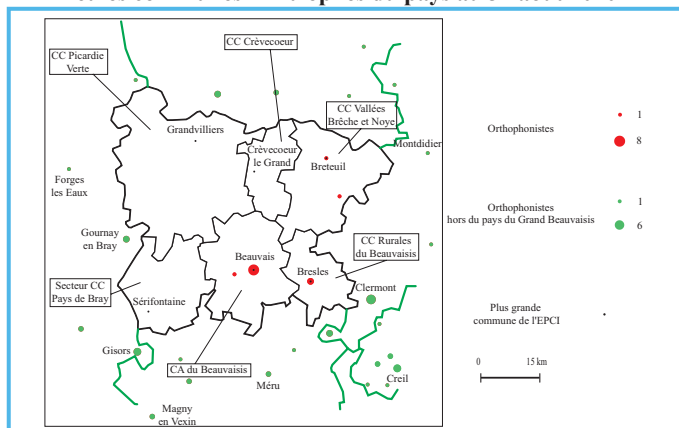 CC Crèvecoeur
CC Picardie
Verte
CC Vallées
Brêche et Noye
Grandvilliers
Crèvecoeur
le Grand
Breteuil
Montdidier
Forges
les Eaux
Gournay
en Bray
Beauvais
Bresles
CC Rurales
du Beauvaisis
Secteur CC
Pays de Bray
Sérifontaine
Clermont
Gisors
CA du Beauvaisis
Méru
Creil
Magny
en Vexin
Orthophonistes
1
8
Orthophonistes
hors du pays du Grand Beauvaisis
1
6
Plus grande
commune de l'EPCI
0 15 km